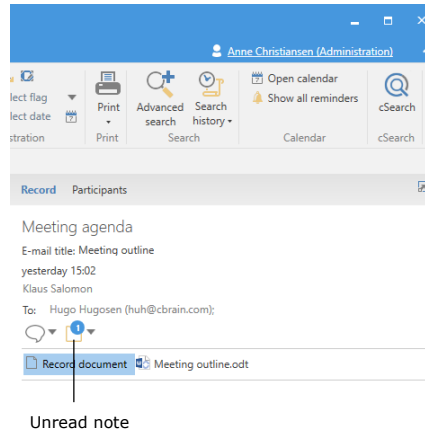 Anne Christiansen (Administration)
lect flag
lect date
Print
Advanced search
Search history
Open calendar
Show all reminders
cSearch
stration
Print
Search
Calendar
cSearch
Record Participants
Meeting agenda
E-mail title: Meeting outline
yesterday 15:02
Klaus Salomon
To: Hugo Hugosen (huh@cbrain.com);
1
Record document Meeting outline.odt
Unread note